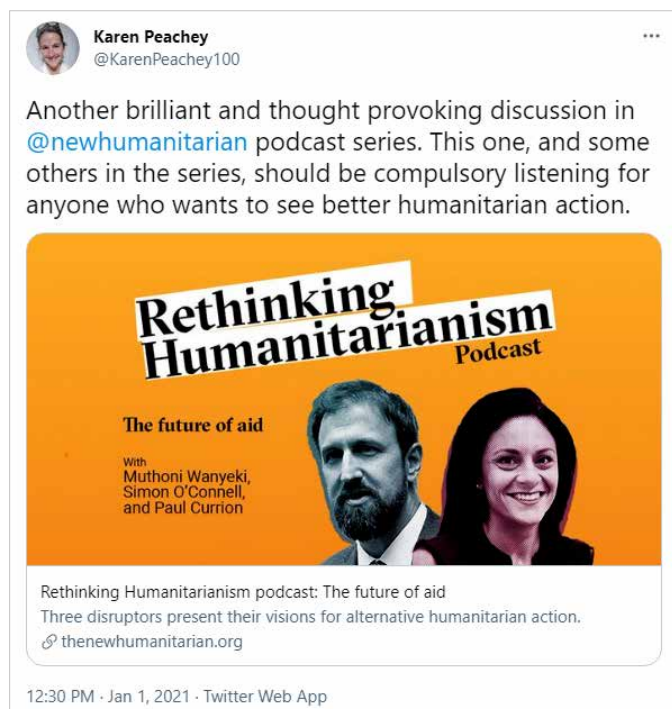 Karen Peachey
@KarenPeachey100
Another brilliant and thought provoking discussion in
@newhumanitarian podcast series. This one, and some
others in the series, should be compulsory listening for
anyone who wants to see better humanitarian action.
Rethinking
Humanitarianism
Podcast
The future of aid
With
Muthoni Wanyeki,
Simon O'Connell,
and Paul Currion
Rethinking Humanitarianism podcast: The future of aid
Three disruptors present their visions for alternative humanitarian action.
thenewhumanitarian.org
12:30 PM · Jan 1, 2021 · Twitter Web App